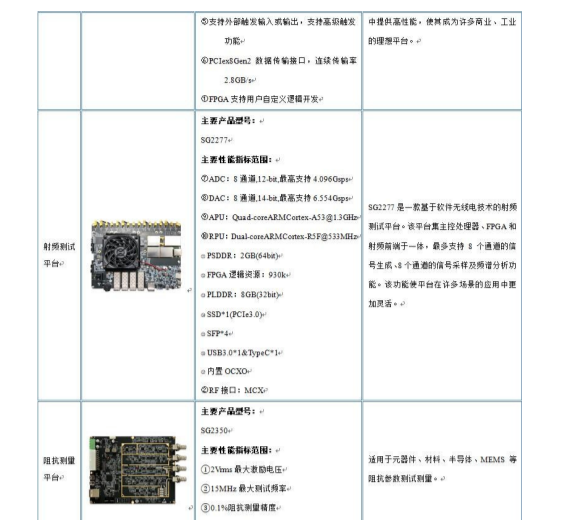 ⑤支持外部触发输入或输出，支持高级触发
功能
⑥PCIex8Gen2 数据传输接口，连续传输率
2.8GB/s
①FPGA 支持用户自定义逻辑开发
中提供高性能，使其成为许多商业、工业
的理想平台。
射频测试
平台
主要产品型号：
SG2277
主要性能指标范围：
⑦ADC：8 通道,12-bit,最高支持 4.096Gsps
⑧DAC：8 通道,14-bit,最高支持 6.554Gsps
⑨APU：Quad-coreARMCortex-A53@1.3GHz
⑩RPU：Dual-coreARMCortex-R5F@533MHz
PSDDR：2GB(64bit)
FPGA 逻辑资源：930k
PLDDR：8GB(32bit)
SSD*1(PCIe3.0)
SFP*4
USB3.0*1&TypeC*1
内置 OCXO
②RF 接口：MCX
SG2277 是一款基于软件无线电技术的射频
测试平台。该平台集主控处理器、FPGA 和
射频前端于一体，最多支持 8 个通道的信
号生成、8 个通道的信号采样及频谱分析功
能。该功能使平台在许多场景的应用中更
加灵活。
阻抗测量
平台
主要产品型号：
SG2350
主要性能指标范围：
①2Vrms 最大激励电压
②15MHz 最大测试频率
③0.1%阻抗测量精度
适用于元器件、材料、半导体、MEMS 等
阻抗参数测试测量。